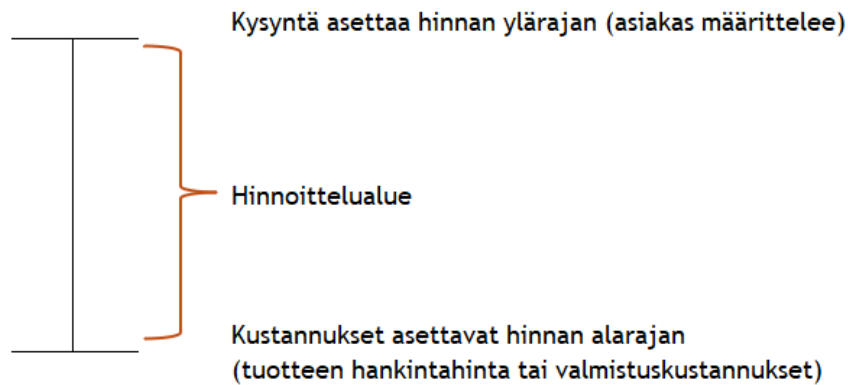 Kysyntä asettaa hinnan ylärajan (asiakas määrittelee)
Hinnoittelualue
Kustannukset asettavat hinnan alarajan
(tuotteen hankintahinta tai valmistuskustannukset)